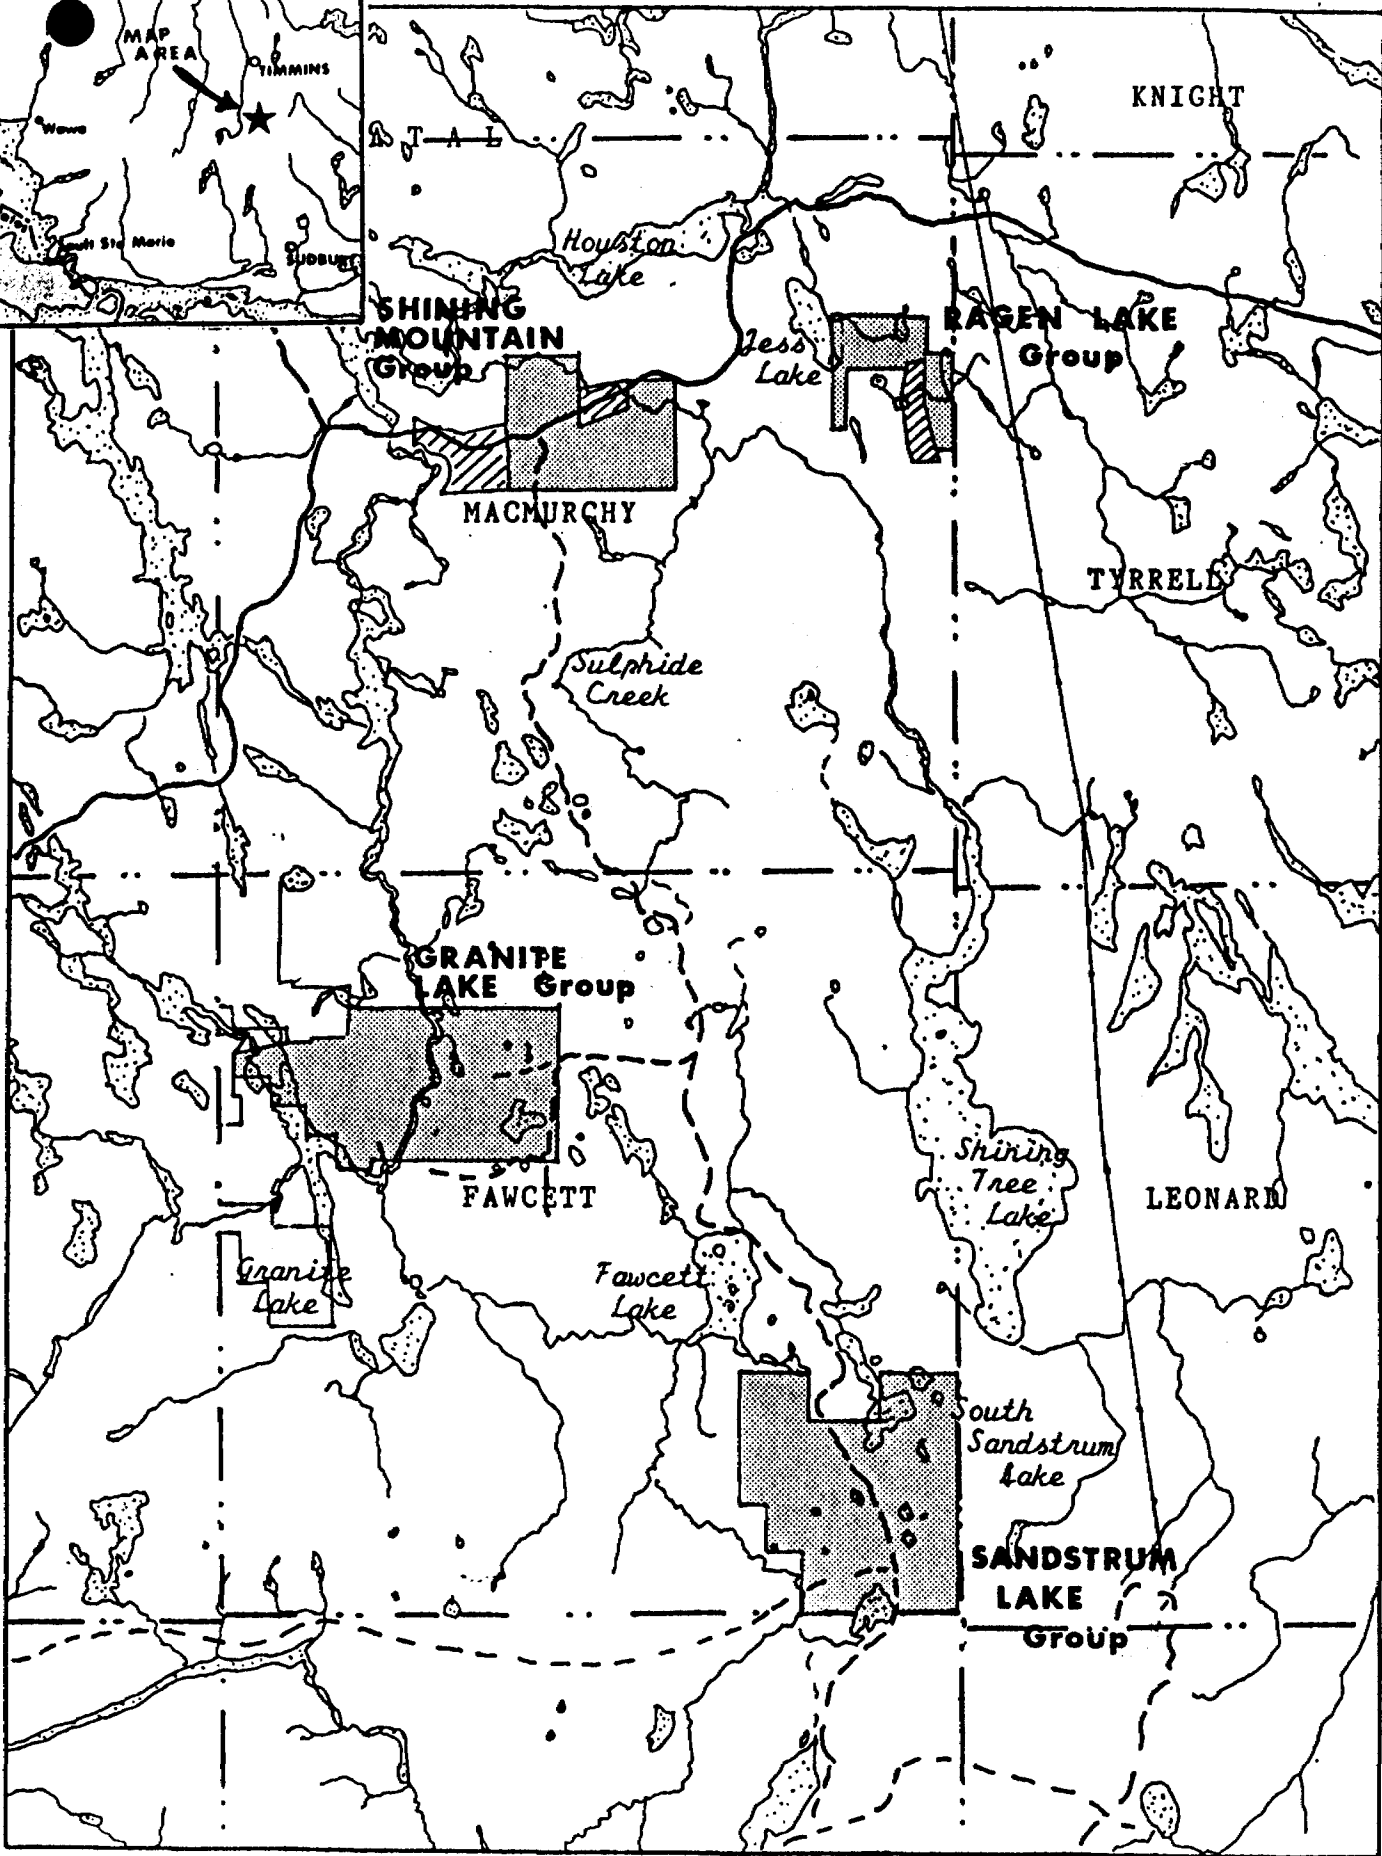 MAP
AREA
TIMMINS
Wawa
Sault Ste Marie
SUDBURY
KNIGHT
Houston
Lake
SHINING
MOUNTAIN
Group
Jess
Lake
RAGEN LAKE
Group
MACMURCHY
TYRRELL
Sulphide
Creek
GRANITE
LAKE Group
Shining
Tree
Lake
FAWCETT
LEONARD
Granite
Lake
Fawcett
Lake
South
Sandstrum
Lake
SANDSTRUM
LAKE
Group